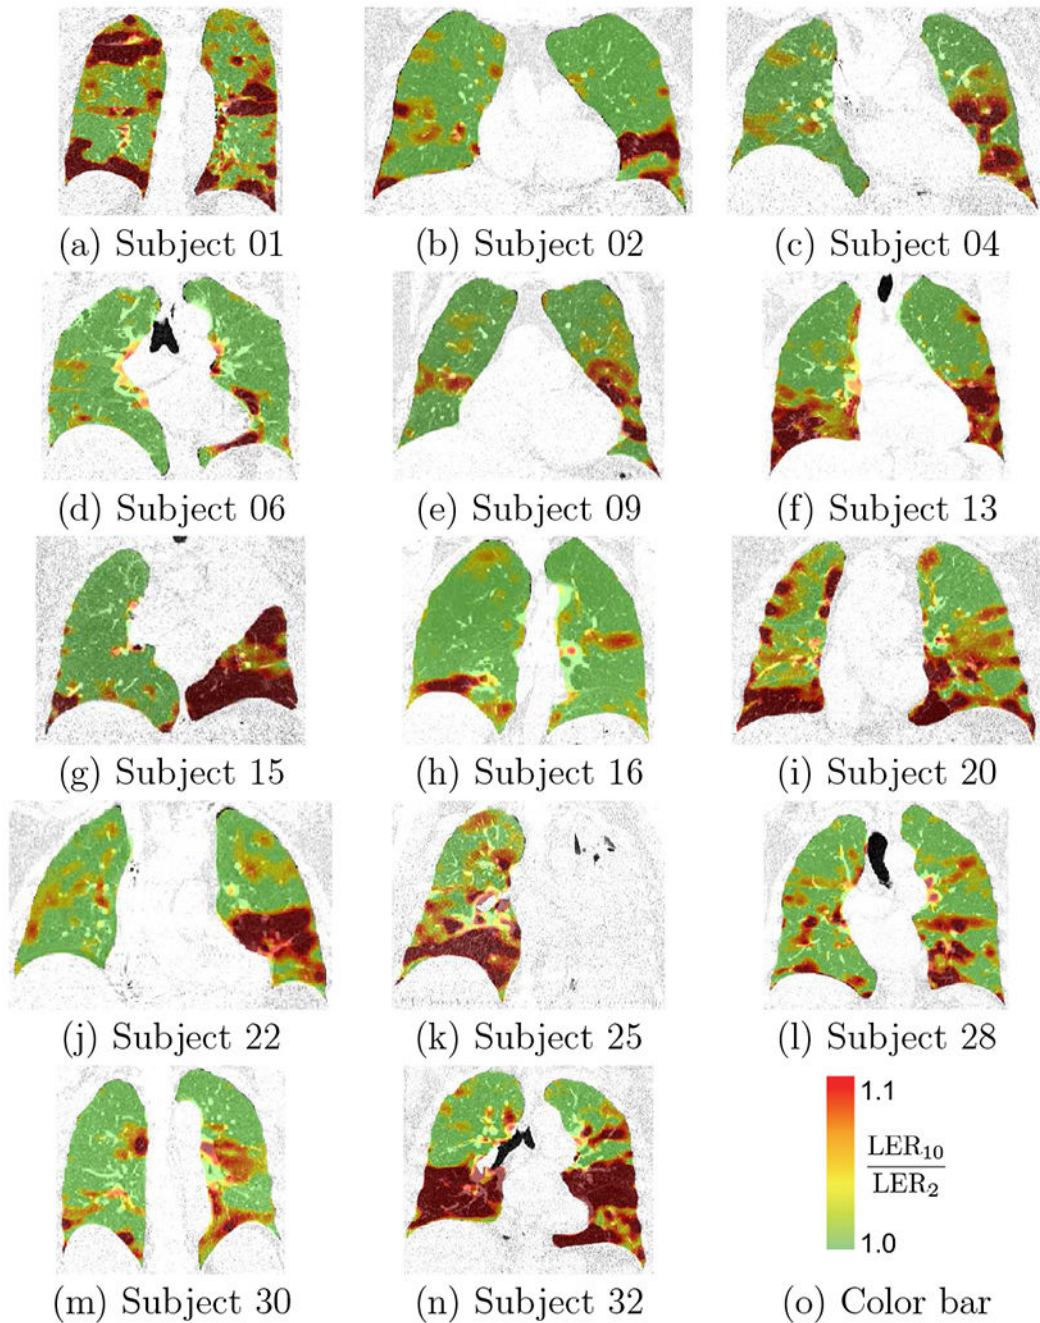 (a) Subject 01
(b) Subject 02
(c) Subject 04
(d) Subject 06
(e) Subject 09
(f) Subject 13
(g) Subject 15
(h) Subject 16
(i) Subject 20
(j) Subject 22
(k) Subject 25
(l) Subject 28
1.1
LER10
LER2
1.0
(m) Subject 30
(n) Subject 32
(o) Color bar